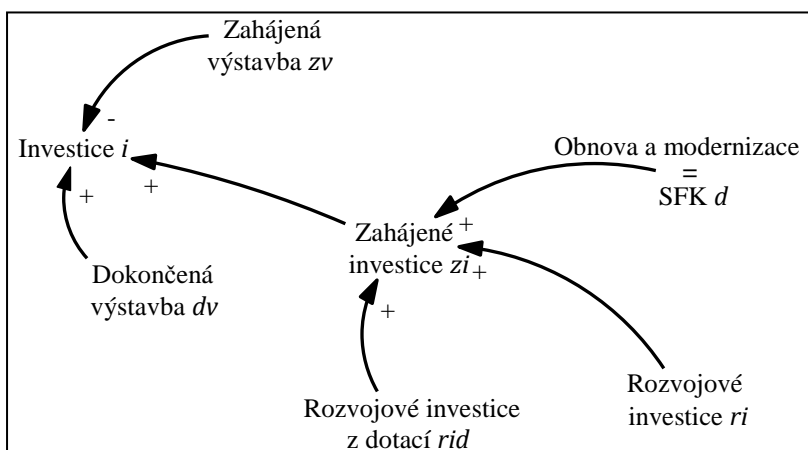 Zahájená
výstavba zv
-
Investice i
+
+
Obnova a modernizace
=
SFK d
Zahájené
investice zi
+
+
Dokončená
výstavba dv
+
Rozvojové investice
z dotací rid
Rozvojové
investice ri